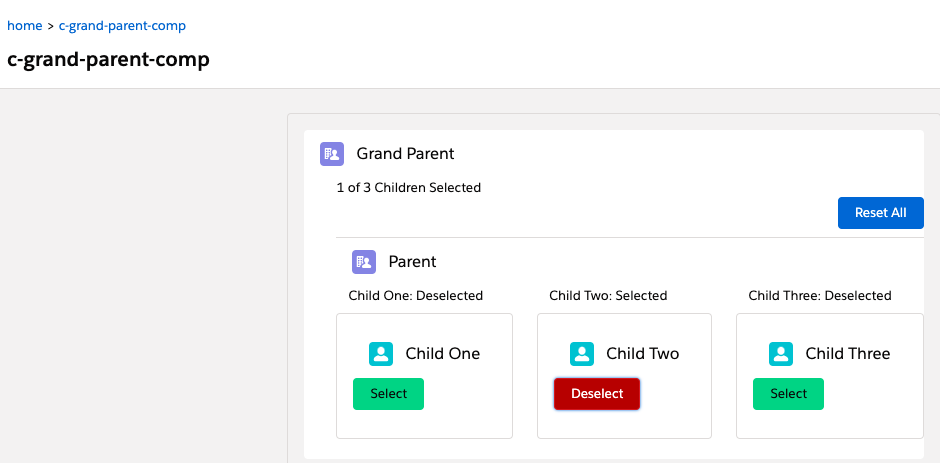 home > c-grand-parent-comp
c-grand-parent-comp
Grand Parent
1 of 3 Children Selected
Reset All
Parent
Child One: Deselected
Child Two: Selected
Child Three: Deselected
Child One
Child Two
Child Three
Select
Deselect
Select